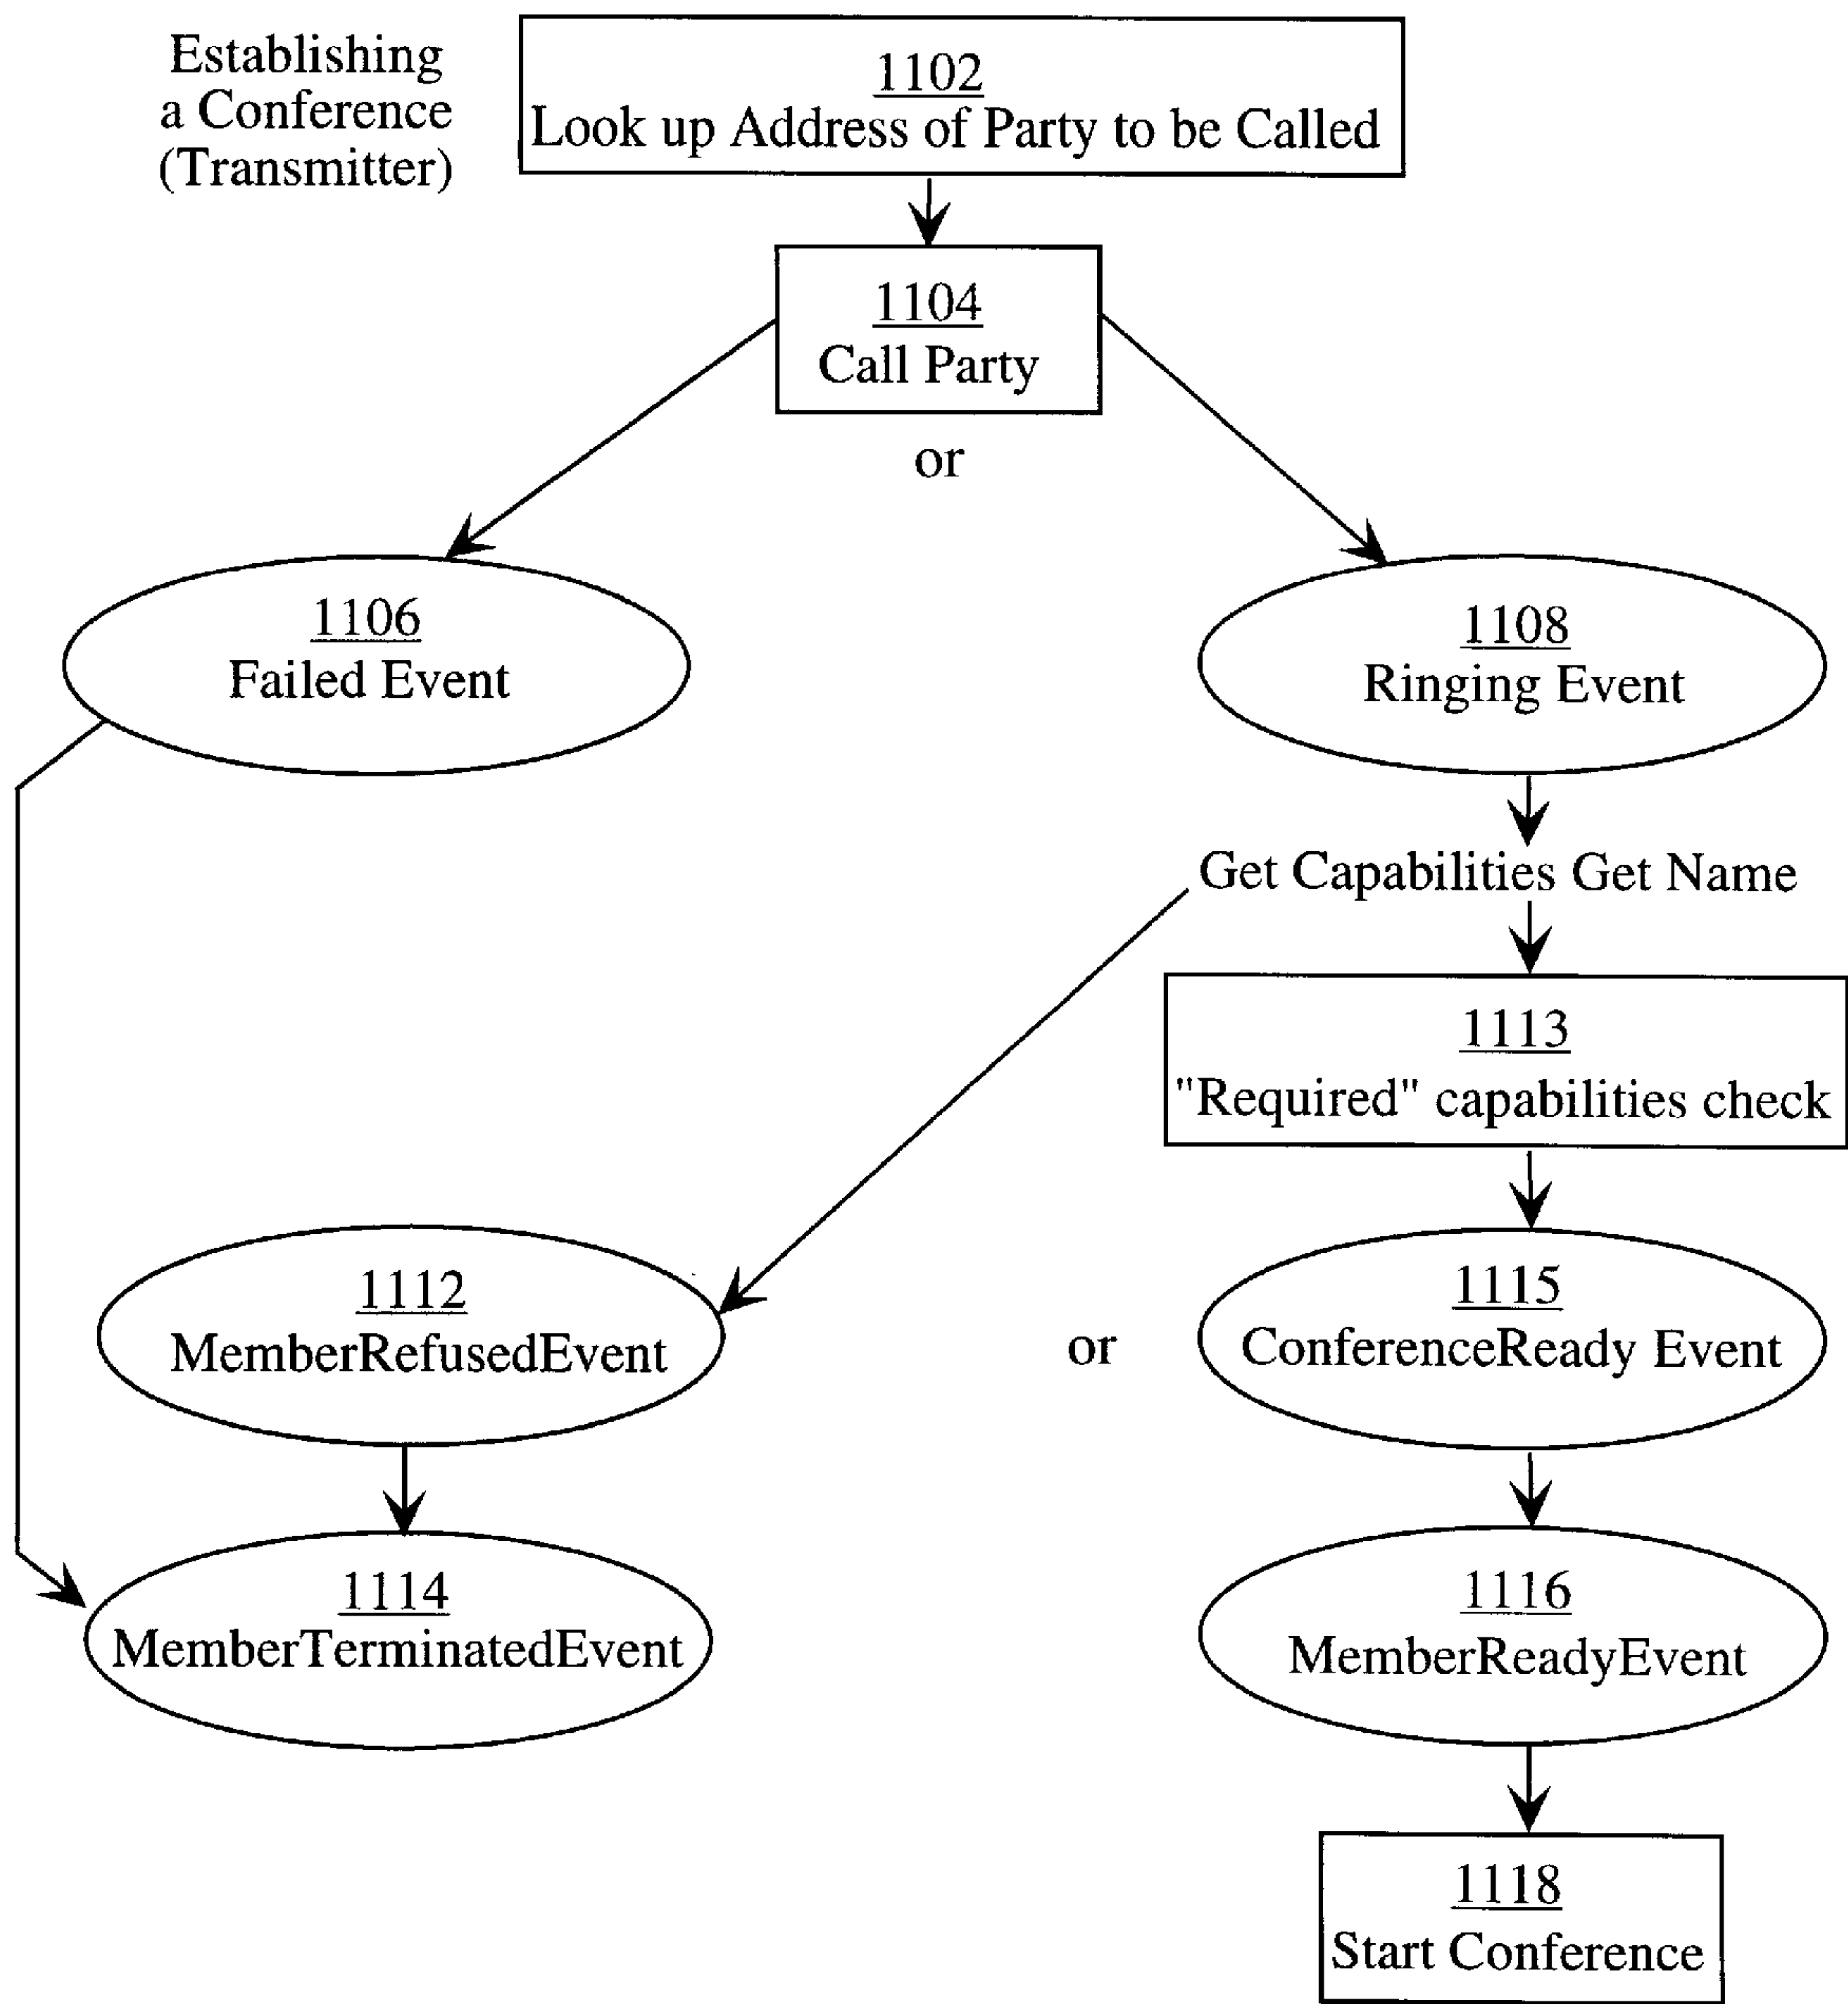 Establishing
a Conference
(Transmitter)
1102
Look up Address of Party to be Called
1104
Call Party
or
1106
Failed Event
1108
Ringing Event
Get Capabilities Get Name
1113
"Required" capabilities check
1112
MemberRefusedEvent
or
1115
ConferenceReady Event
1114
MemberTerminatedEvent
1116
MemberReadyEvent
1118
Start Conference